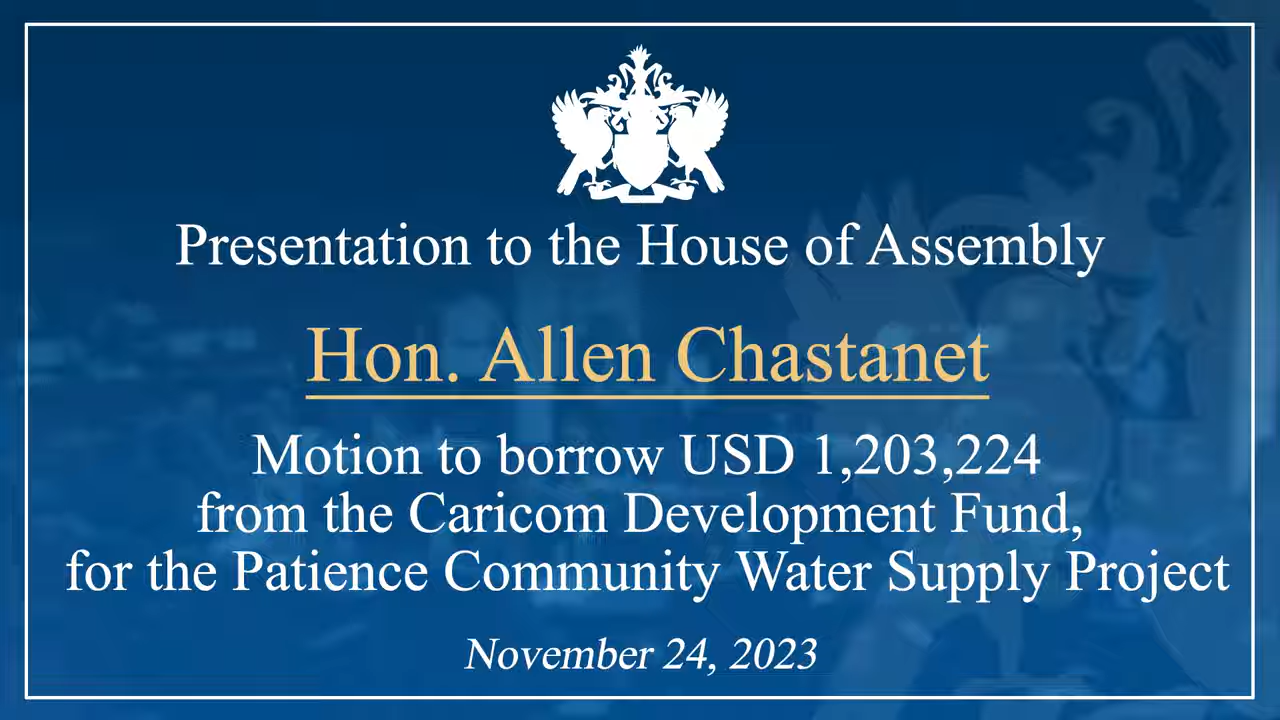 Presentation to the House of Assembly
Hon. Allen Chastanet
Motion to borrow USD 1,203,224
from the Caricom Development Fund,
for the Patience Community Water Supply Project
November 24, 2023